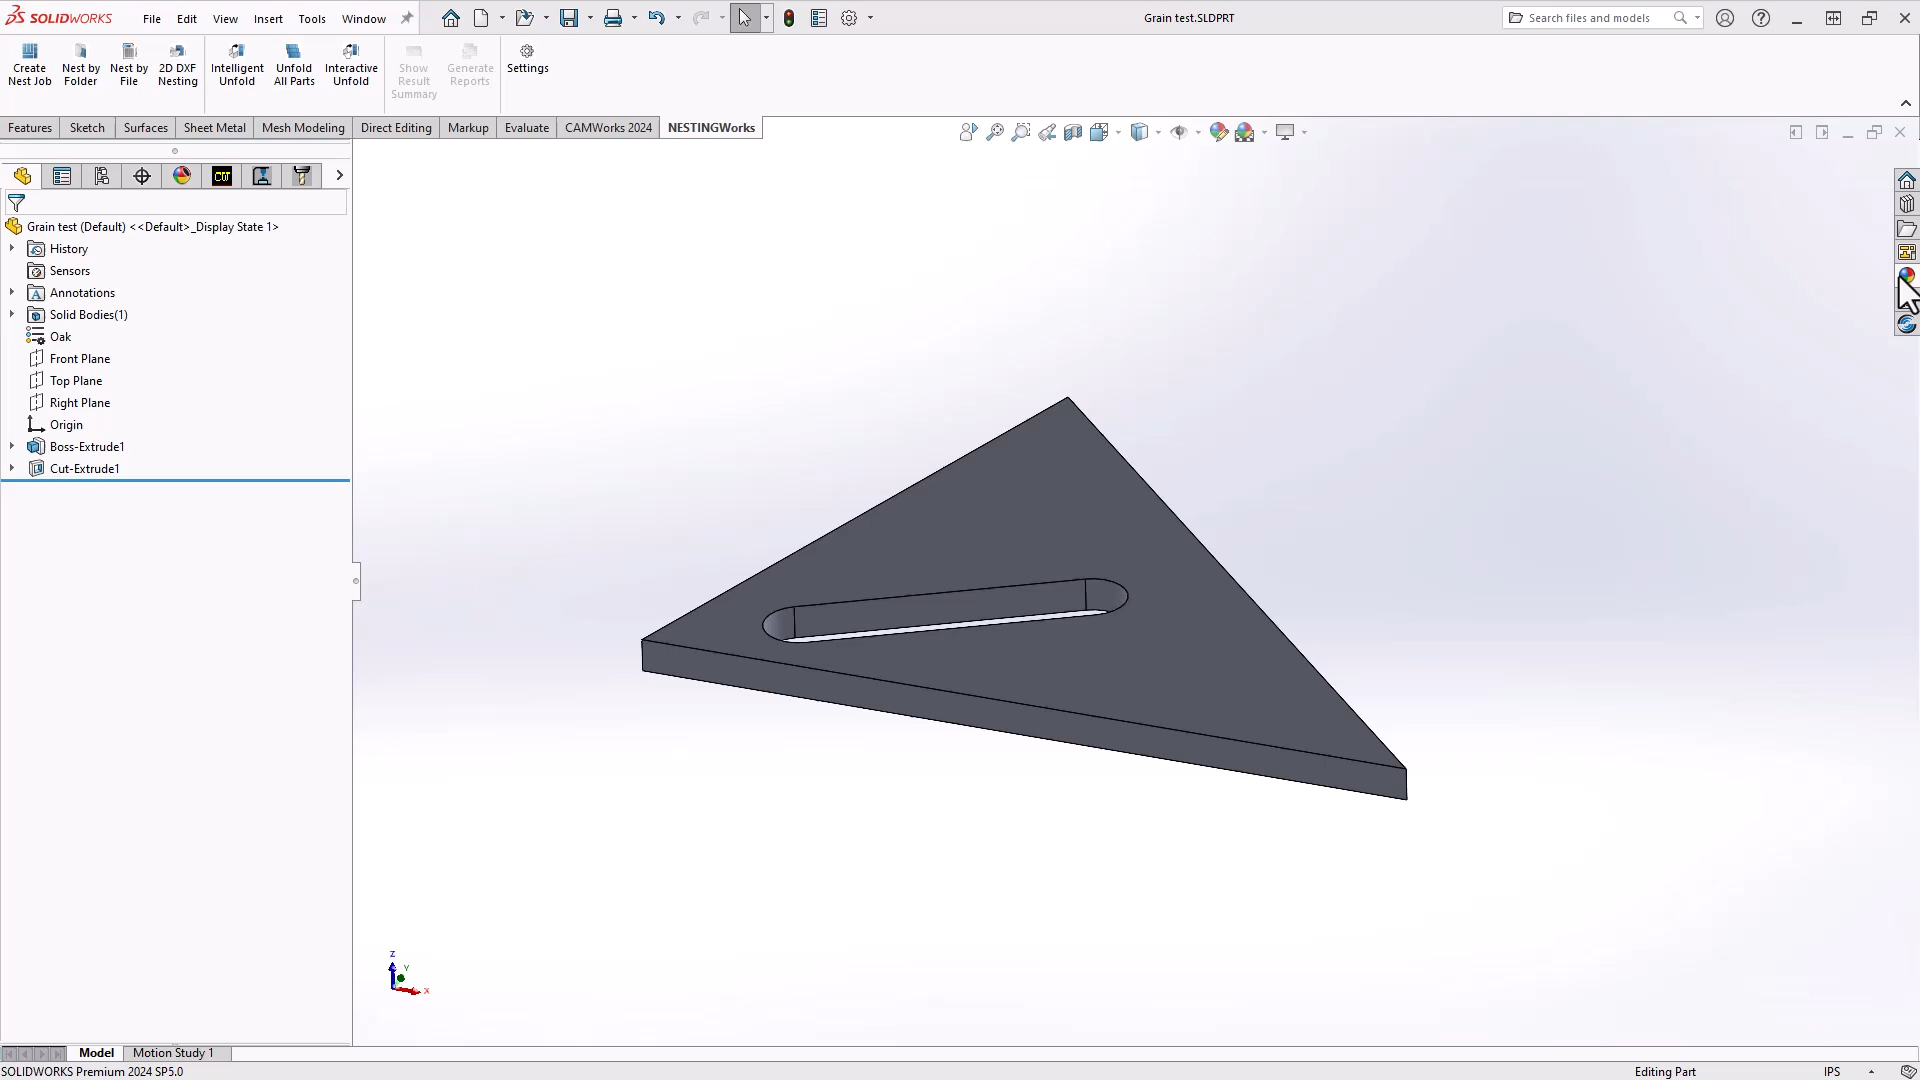 SOLIDWORKS File Edit View Insert Tools Window Grain test.SLDPRT Search files and models
Create Nest Job
Nest by Folder
Nest by File
2D DXF Nesting
Intelligent Unfold
Unfold All Parts
Interactive Unfold
Show Result Summary
Generate Reports
Settings
Features Sketch Surfaces Sheet Metal Mesh Modeling Direct Editing Markup Evaluate CAMWorks 2024 NESTINGWorks
CW
Grain test (Default) <<Default>_Display State 1>
History
Sensors
Annotations
Solid Bodies(1)
Oak
Front Plane
Top Plane
Right Plane
Origin
Boss-Extrude1
Cut-Extrude1
Z
Y
X
Model Motion Study 1
SOLIDWORKS Premium 2024 SP5.0 Editing Part IPS